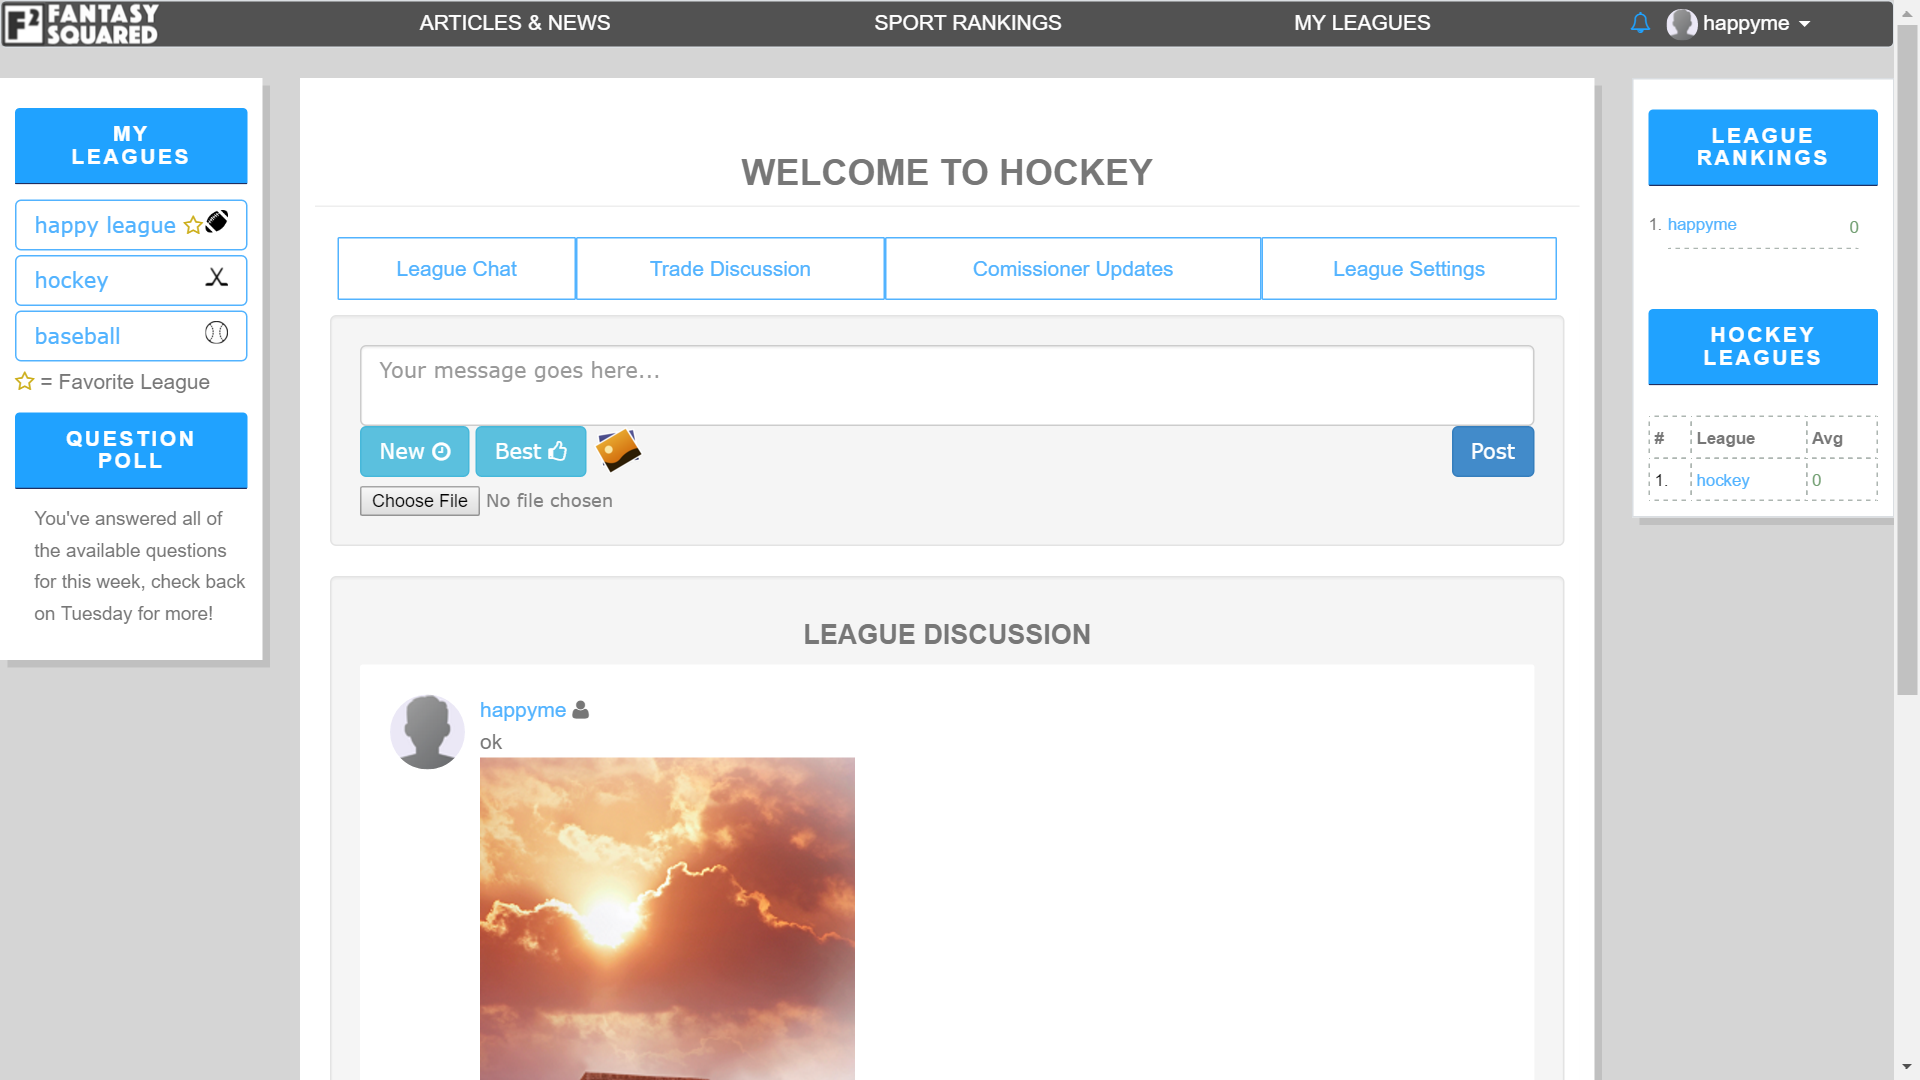 F2 FANTASY SQUARED
ARTICLES & NEWS
SPORT RANKINGS
MY LEAGUES
happyme
MY
LEAGUES
happy league
hockey
baseball
= Favorite League
QUESTION
POLL
You've answered all of
the available questions
for this week, check back
on Tuesday for more!
WELCOME TO HOCKEY
League Chat
Trade Discussion
Comissioner Updates
League Settings
Your message goes here...
New
Best
Post
Choose File No file chosen
LEAGUE DISCUSSION
happyme
ok
LEAGUE
RANKINGS
1. happyme 0
HOCKEY
LEAGUES
# League Avg
1. hockey 0